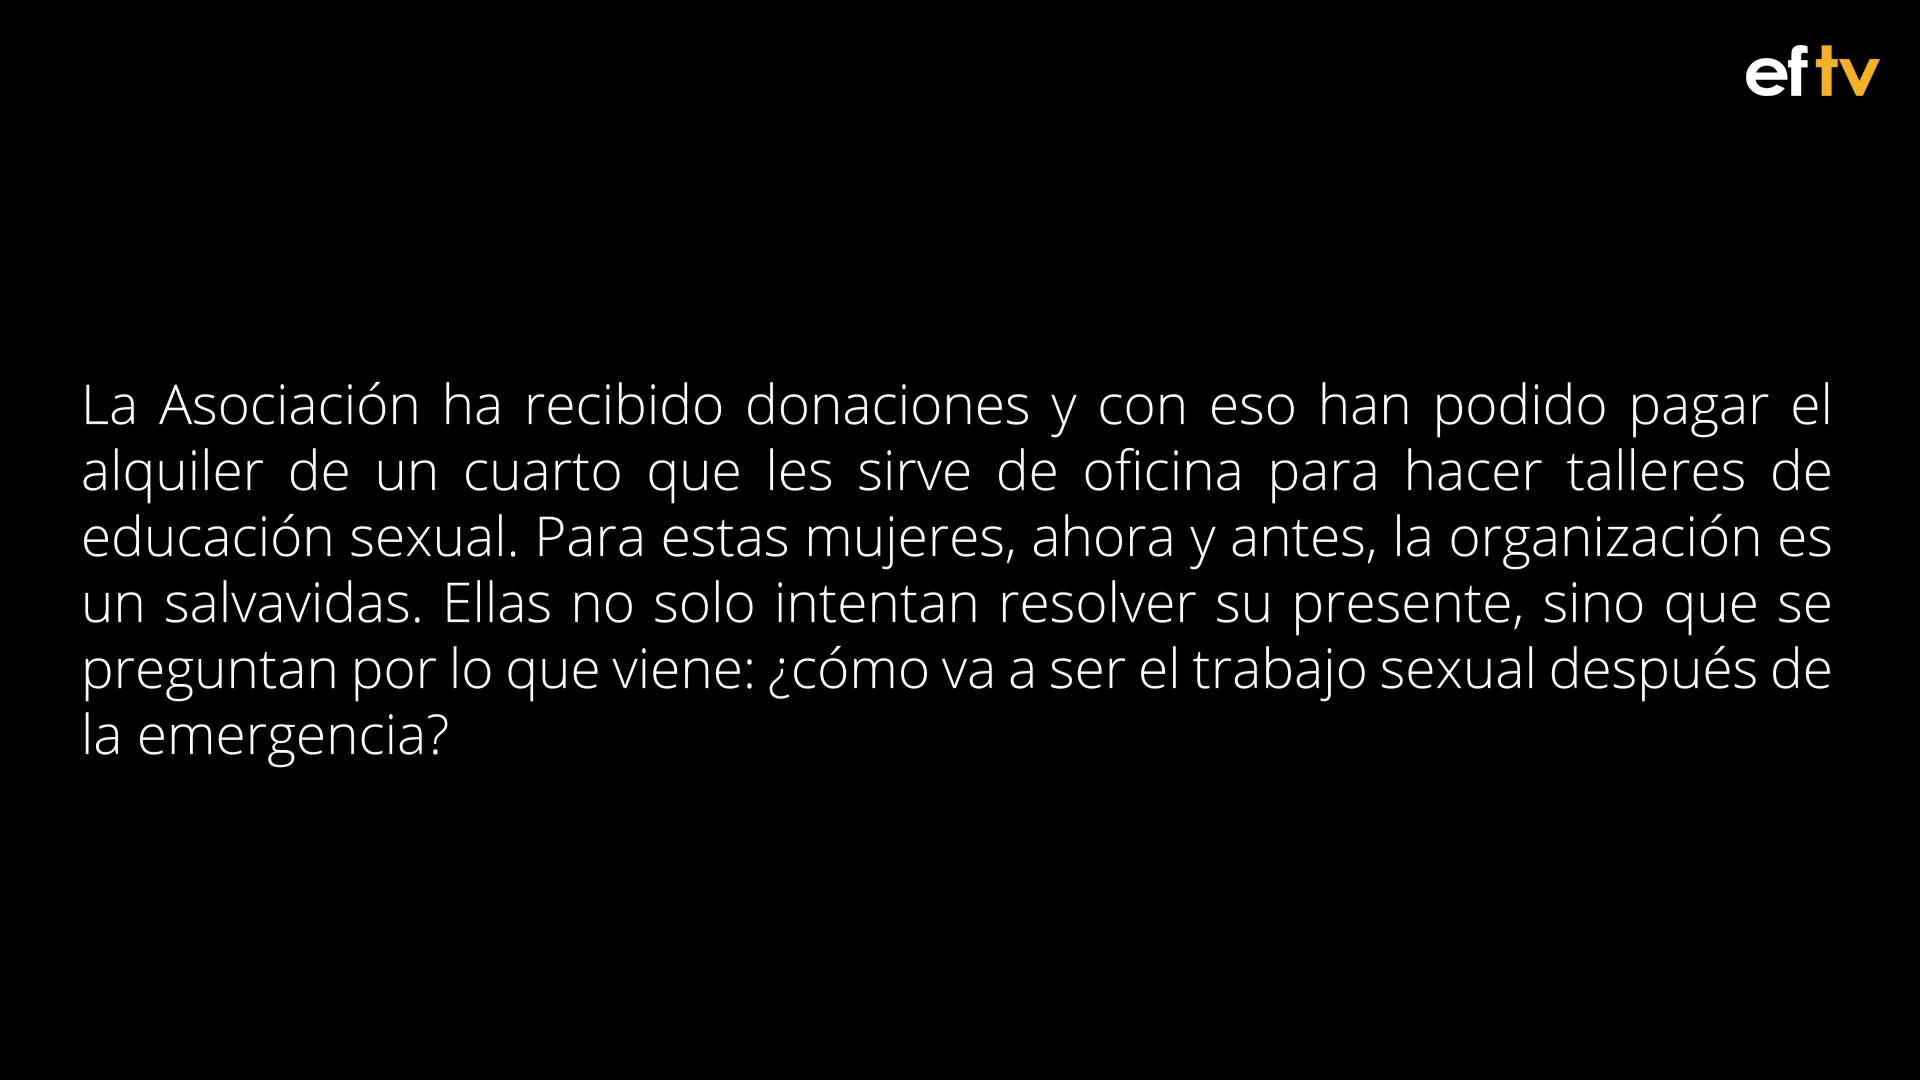 ef tv
La Asociación ha recibido donaciones y con eso han podido pagar el
alquiler de un cuarto que les sirve de oficina para hacer talleres de
educación sexual. Para estas mujeres, ahora y antes, la organización es
un salvavidas. Ellas no solo intentan resolver su presente, sino que se
preguntan por lo que viene: ¿cómo va a ser el trabajo sexual después de
la emergencia?